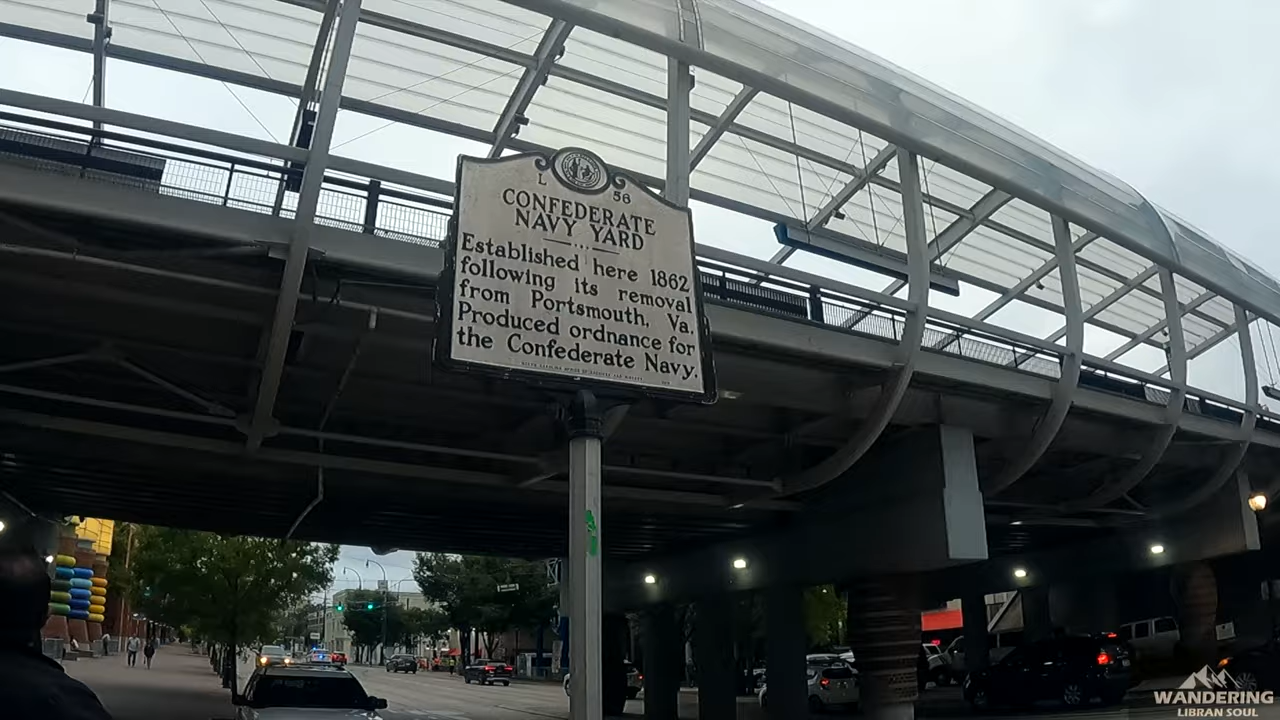 L 56
CONFEDERATE
NAVY YARD
Established here 1862
following its removal
from Portsmouth, Va.
Produced ordnance for
the Confederate Navy.
WANDERING
LIBRAN SOUL